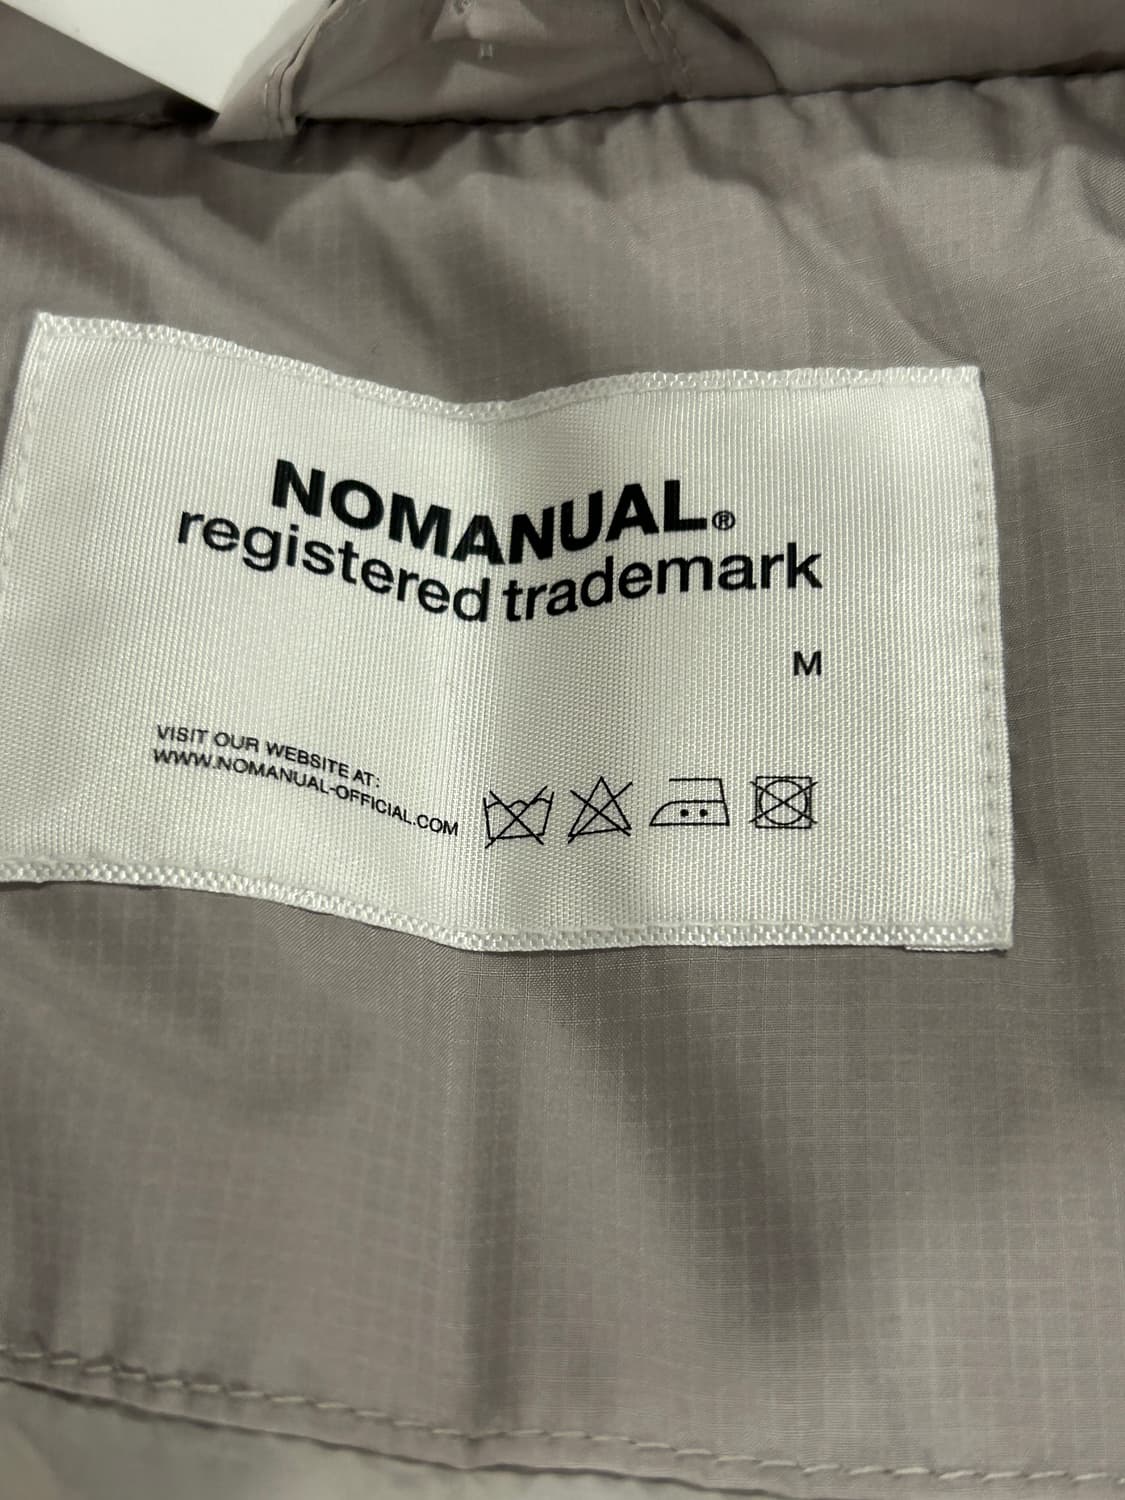 NOMANUAL®
registered trademark
M
VISIT OUR WEBSITE AT:
WWW.NOMANUAL-OFFICIAL.COM